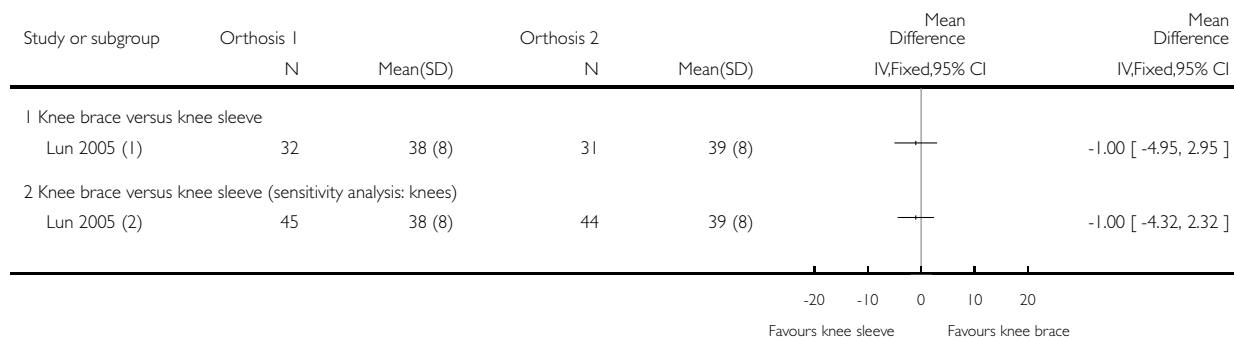 Study or subgroup Orthosis 1 Orthosis 2 Mean Difference Mean Difference
N Mean(SD) N Mean(SD) IV,Fixed,95% CI IV,Fixed,95% CI
1 Knee brace versus knee sleeve
Lun 2005 (1) 32 38 (8) 31 39 (8) -1.00 [ -4.95, 2.95 ]
2 Knee brace versus knee sleeve (sensitivity analysis: knees)
Lun 2005 (2) 45 38 (8) 44 39 (8) -1.00 [ -4.32, 2.32 ]
-20 -10 0 10 20
Favours knee sleeve Favours knee brace